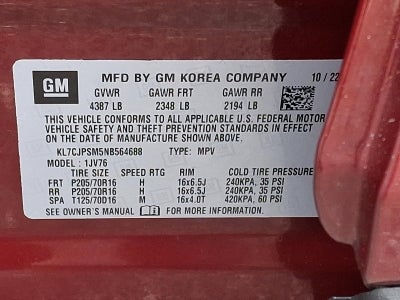 GM
MFD BY GM KOREA COMPANY 10/22
GVWR GAWR FRT GAWR RR
4387 LB 2348 LB 2194 LB
THIS VEHICLE CONFORMS TO ALL APPLICABLE U.S. FEDERAL MOTOR
VEHICLE SAFETY AND THEFT PREVENTION STANDARDS IN EFFECT
ON THE DATE OF MANUFACTURE SHOWN ABOVE.
KL7CJPSM5NB564688 TYPE: MPV
MODEL: 1JV76
TIRE SIZE SPEED RTG RIM COLD TIRE PRESSURE
FRT P205/70R16 H 16x6.5J 240KPA, 35 PSI
RR P205/70R16 H 16x6.5J 240KPA, 35 PSI
SPA T125/70D16 M 16x4.0T 420KPA, 60 PSI
SEE OWNER'S MANUAL FOR MORE INFORMATION.